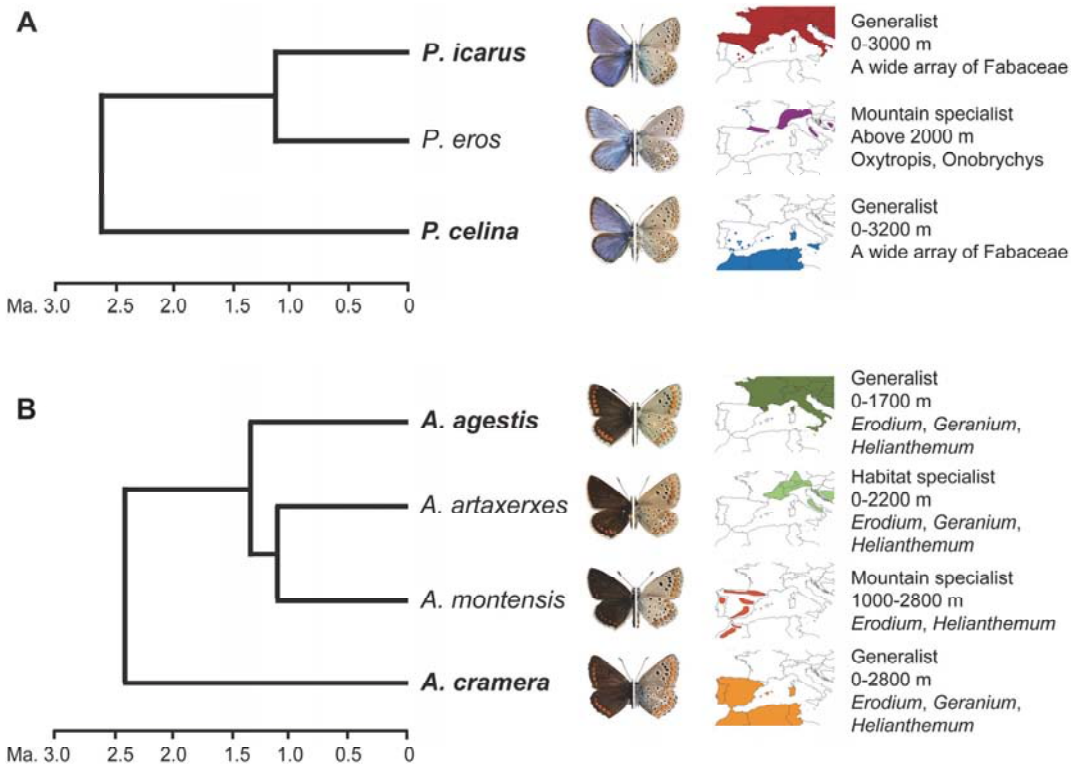 A
P. icarus
Generalist
0-3000 m
A wide array of Fabaceae
P. eros
Mountain specialist
Above 2000 m
Oxytropis, Onobrychys
P. celina
Generalist
0-3200 m
A wide array of Fabaceae
Ma. 3.0 2.5 2.0 1.5 1.0 0.5 0
B
A. agestis
Generalist
0-1700 m
Erodium, Geranium,
Helianthemum
A. artaxerxes
Habitat specialist
0-2200 m
Erodium, Geranium,
Helianthemum
A. montensis
Mountain specialist
1000-2800 m
Erodium, Helianthemum
A. cramera
Generalist
0-2800 m
Erodium, Geranium,
Helianthemum
Ma. 3.0 2.5 2.0 1.5 1.0 0.5 0